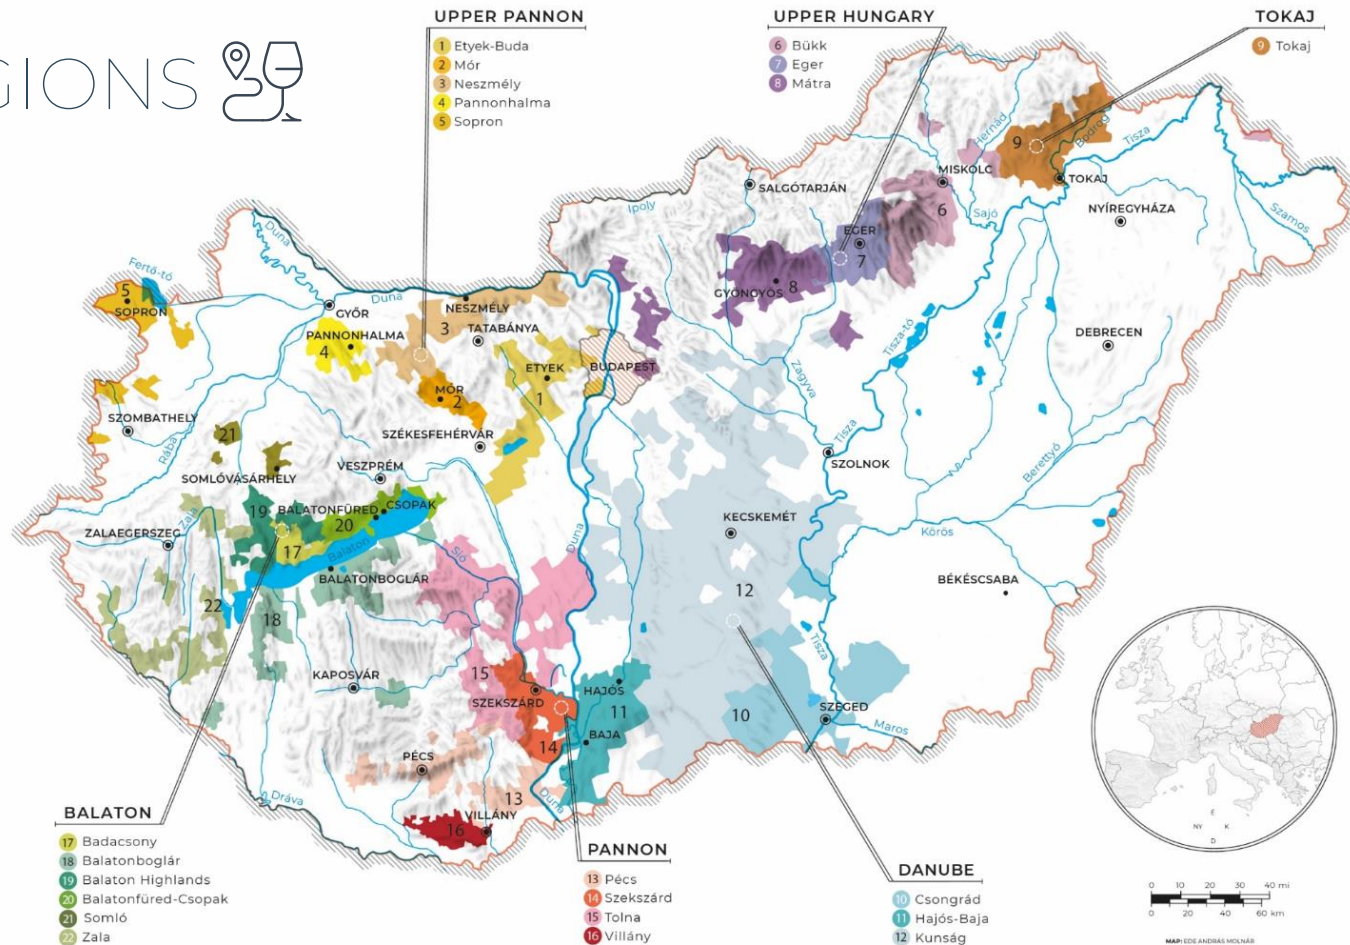 GIONS
UPPER PANNON
1 Etyek-Buda
2 Mór
3 Neszmély
4 Pannonhalma
5 Sopron
UPPER HUNGARY
6 Bükk
7 Eger
8 Mátra
TOKAJ
9 Tokaj
Hernád
Bodrog
Tisza
9
MISKOLC
TOKAJ
SALGÓTARJÁN
Ipoly
6
Sajó
NYÍREGYHÁZA
Szamos
Duna
EGER
7
Fertő-tó
5
SOPRON
GYÖNGYÖS
8
Duna
NESZMÉLY
GYŐR
3
TATABÁNYA
PANNONHALMA
4
Tisza-tó
DEBRECEN
ETYEK
BUDAPEST
Zagyva
MÓR
2
1
SZOMBATHELY
Rába
21
SZÉKESFEHÉRVÁR
Tisza
SZOLNOK
Berettyó
VESZPRÉM
SOMLÓVÁSÁRHELY
19
BALATONFÜRED
CSOPAK
20
KECSKEMÉT
ZALAEGERSZEG
Zala
17
Balaton
Sió
Duna
Körös
BALATONBOGLÁR
BÉKÉSCSABA
22
18
12
Tisza
KAPOSVÁR
15
SZEKSZÁRD
HAJÓS
11
10
SZEGED
Maros
14
BAJA
PÉCS
13
Duna
Dráva
VILLÁNY
16
BALATON
17 Badacsony
18 Balatonboglár
19 Balaton Highlands
20 Balatonfüred-Csopak
21 Somló
22 Zala
PANNON
13 Pécs
14 Szekszárd
15 Tolna
16 Villány
DANUBE
10 Csongrád
11 Hajós-Baja
12 Kunság
É
NY K
D
0 10 20 30 40 mi
0 20 40 60 km
MAP: EDE ANDRÁS MOLNÁR